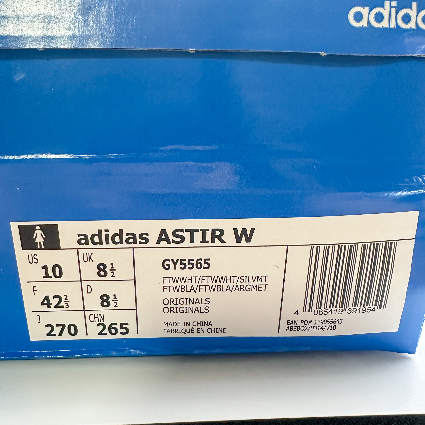 adidas
adidas ASTIR W
US 10 UK 8½
F 42⅔ D 8½
J 270 CHN 265
GY5565
FTWWHT/FTWWHT/SILVMT
FTWBLA/FTWBLA/ARGMET
ORIGINALS
ORIGINALS
MADE IN CHINA
FABRIQUÉ EN CHINE